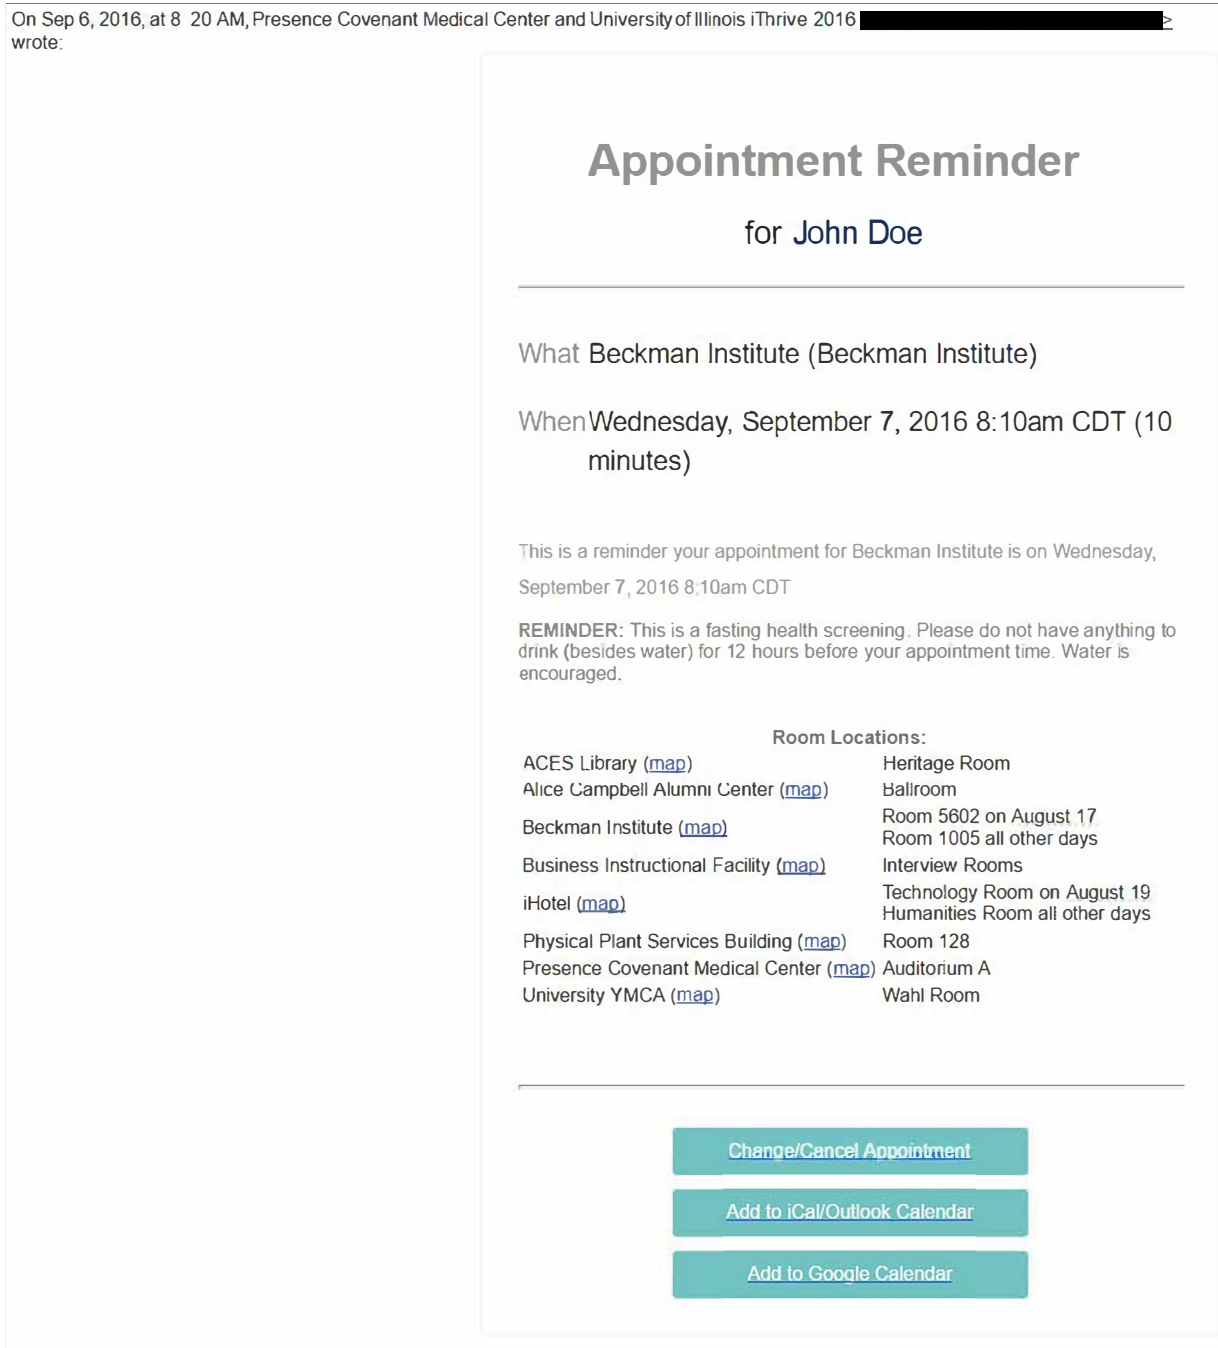 On Sep 6, 2016, at 8 20 AM, Presence Covenant Medical Center and University of Illinois iThrive 2016 >
wrote:
Appointment Reminder
for John Doe
What Beckman Institute (Beckman Institute)
When Wednesday, September 7, 2016 8:10am CDT (10
minutes)
This is a reminder your appointment for Beckman Institute is on Wednesday,
September 7, 2016 8:10am CDT
REMINDER: This is a fasting health screening. Please do not have anything to
drink (besides water) for 12 hours before your appointment time. Water is
encouraged.
Room Locations:
ACES Library (map) Heritage Room
Alice Campbell Alumni Center (map) Ballroom
Beckman Institute (map) Room 5602 on August 17
Room 1005 all other days
Business Instructional Facility (map) Interview Rooms
iHotel (map) Technology Room on August 19
Humanities Room all other days
Physical Plant Services Building (map) Room 128
Presence Covenant Medical Center (map) Auditorium A
University YMCA (map) Wahl Room
Change/Cancel Appointment
Add to iCal/Outlook Calendar
Add to Google Calendar